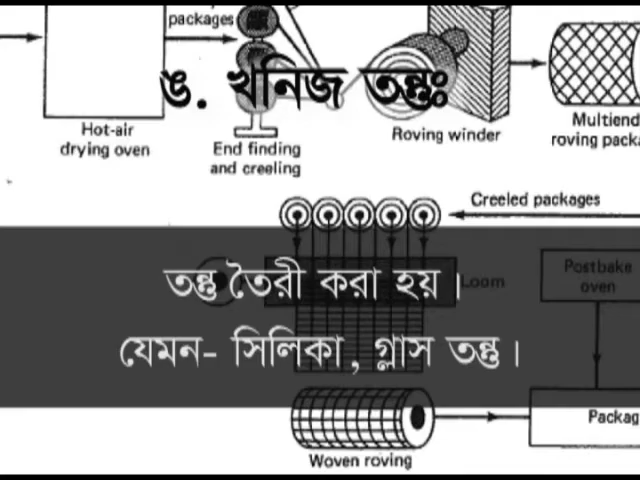 packages
ঙ. খনিজ তন্তুঃ
Hot-air
drying oven
End finding
and creeling
Roving winder
Multiend
roving packa
Creeled packages
তন্তু তৈরী করা হয়।
Loom
Postbake
oven
যেমন- সিলিকা, গ্লাস তন্তু।
Packag
Woven roving